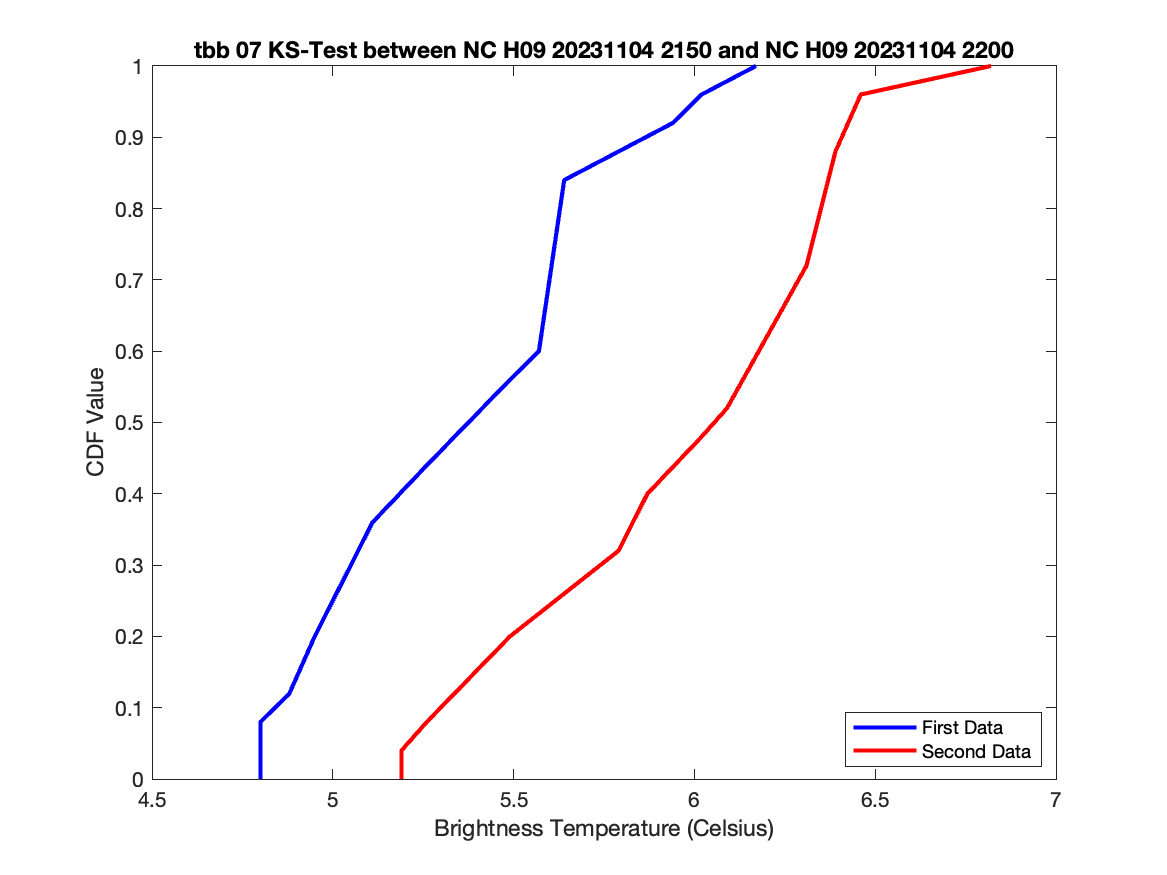 tbb 07 KS-Test between NC H09 20231104 2150 and NC H09 20231104 2200
1
0.9
0.8
0.7
0.6
0.5
0.4
0.3
0.2
0.1
0
CDF Value
First Data
Second Data
4.5 5 5.5 6 6.5 7
Brightness Temperature (Celsius)